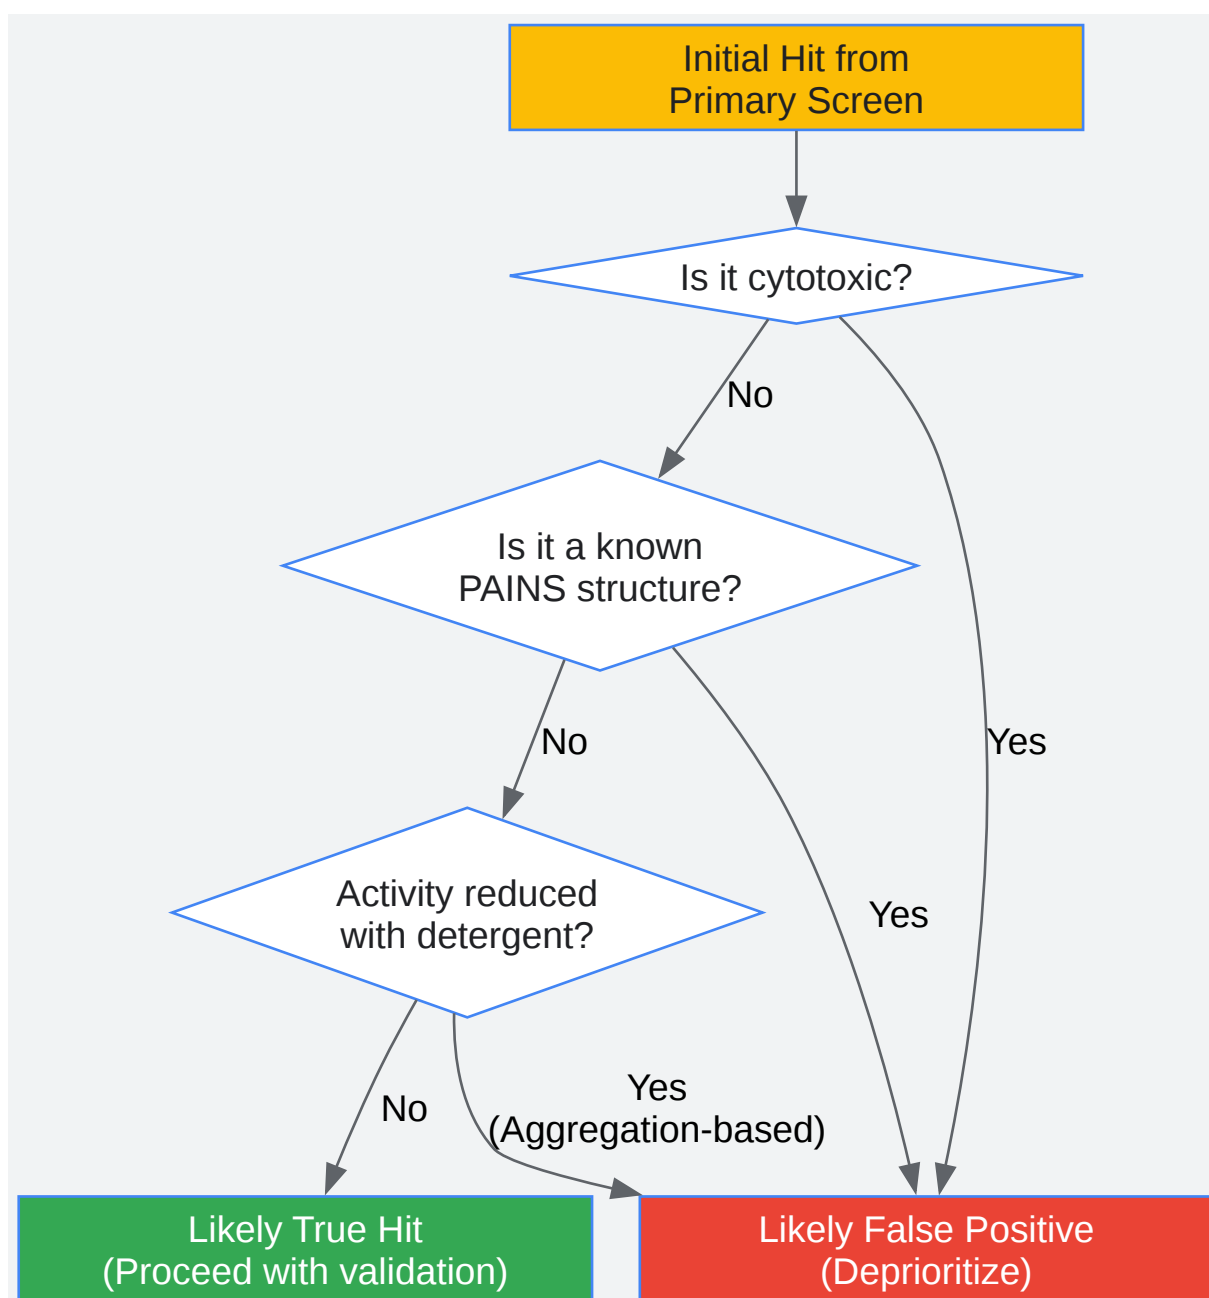 Initial Hit from
Primary Screen
Is it cytotoxic?
No
Is it a known
PAINS structure?
No
Yes
Activity reduced
with detergent?
Yes
No
Yes
(Aggregation-based)
Likely True Hit
(Proceed with validation)
Likely False Positive
(Deprioritize)